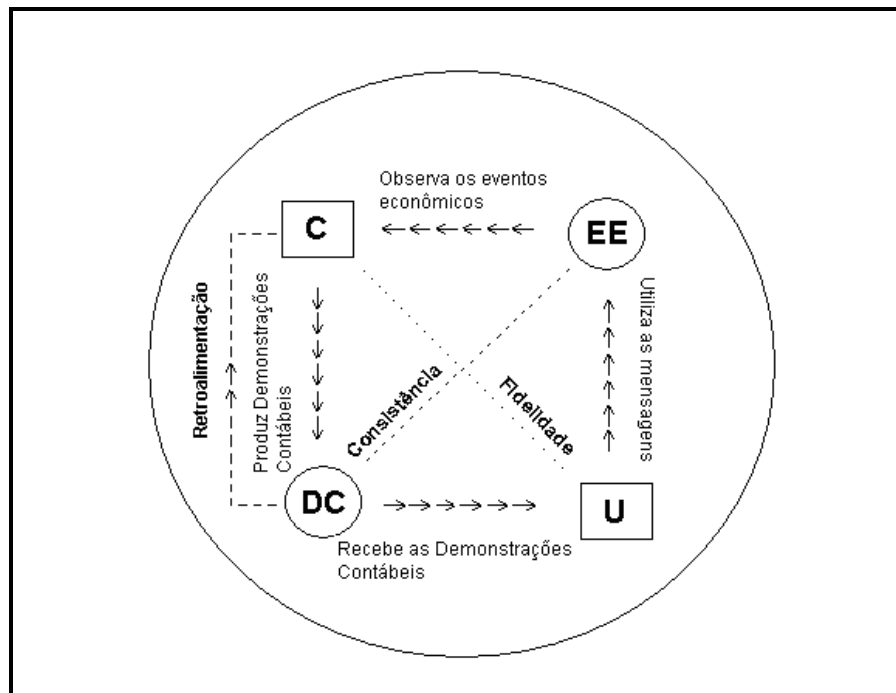 Observa os eventos
econômicos
C
EE
Retroalimentação
Produz Demonstrações
Contábeis
Consistência
Fidelidade
Utiliza as mensagens
DC
U
Recebe as Demonstrações
Contábeis